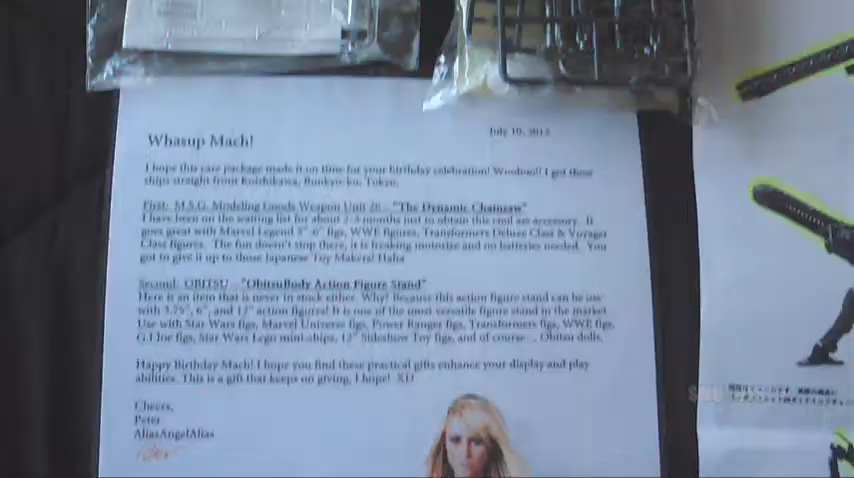 Whasup Mach!
July 10, 2012
I hope this care package made it on time for your birthday celebration! Woohoo!! I got these
ships straight from Koishikawa, Bunkyo-ku, Tokyo.
First: M.S.G. Modeling Goods Weapon Unit 26 - "The Dynamic Chainsaw"
I have been on the waiting list for about 2-3 months just to obtain this cool ass accessory. It
goes great with Marvel Legend 5"-6" figs, WWE figures, Transformers Deluxe Class & Voyager
Class figures. The fun doesn't stop there, it is freaking motorize and no batteries needed. You
got to give it up to those Japanese Toy Makers! Haha
Second: OBITSU - "ObitsuBody Action Figure Stand"
Here is an item that is never in stock either. Why? Because this action figure stand can be use
with 3.75", 6", and 12" action figures! It is one of the most versatile figure stand in the market.
Use with Star Wars figs, Marvel Universe figs, Power Ranger figs, Transformers figs, WWE figs,
G.I Joe figs, Star Wars Lego mini ships, 12" Sideshow Toy figs, and of course... Obitsu dolls.
Happy Birthday Mach! I hope you find these practical gifts enhance your display and play
abilities. This is a gift that keeps on giving, I hope! XD
Cheers,
Peter
AliasAngelAlias